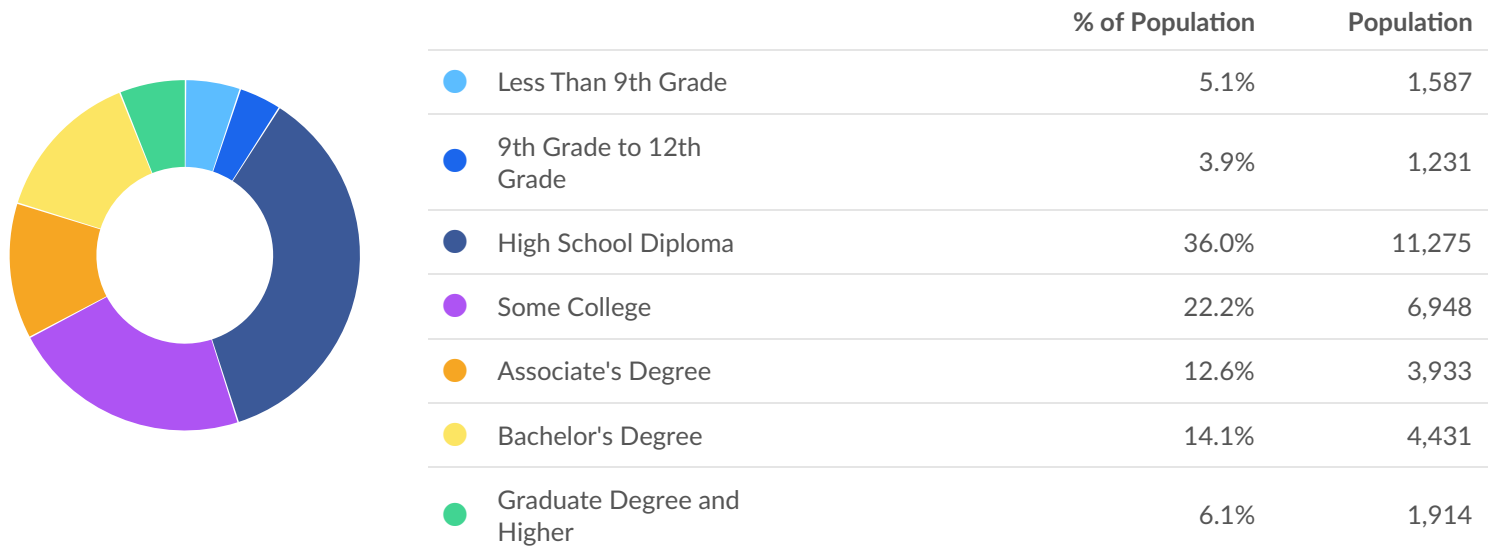 % of Population Population
Less Than 9th Grade 5.1% 1,587
9th Grade to 12th
Grade 3.9% 1,231
High School Diploma 36.0% 11,275
Some College 22.2% 6,948
Associate's Degree 12.6% 3,933
Bachelor's Degree 14.1% 4,431
Graduate Degree and
Higher 6.1% 1,914